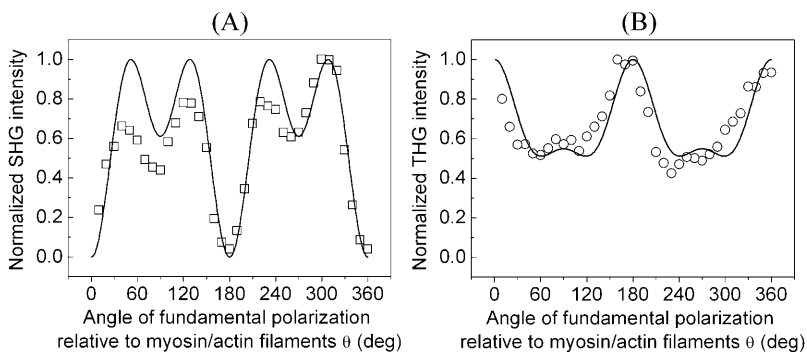 (A)
Normalized SHG intensity
1.0
0.8
0.6
0.4
0.2
0.0
0 60 120 180 240 300 360
Angle of fundamental polarization
relative to myosin/actin filaments θ (deg)
(B)
Normalized THG intensity
1.0
0.8
0.6
0.4
0.2
0.0
0 60 120 180 240 300 360
Angle of fundamental polarization
relative to myosin/actin filaments θ (deg)